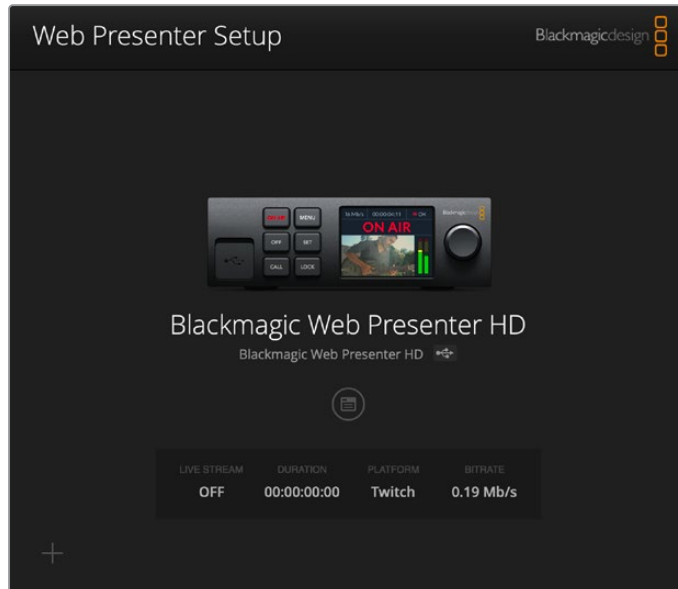 Web Presenter Setup
Blackmagicdesign
ON AIR MENU
OFF SET
CALL LOCK
ON AIR
Blackmagic Web Presenter HD
Blackmagic Web Presenter HD
LIVE STREAM DURATION PLATFORM BITRATE
OFF 00:00:00:00 Twitch 0.19 Mb/s